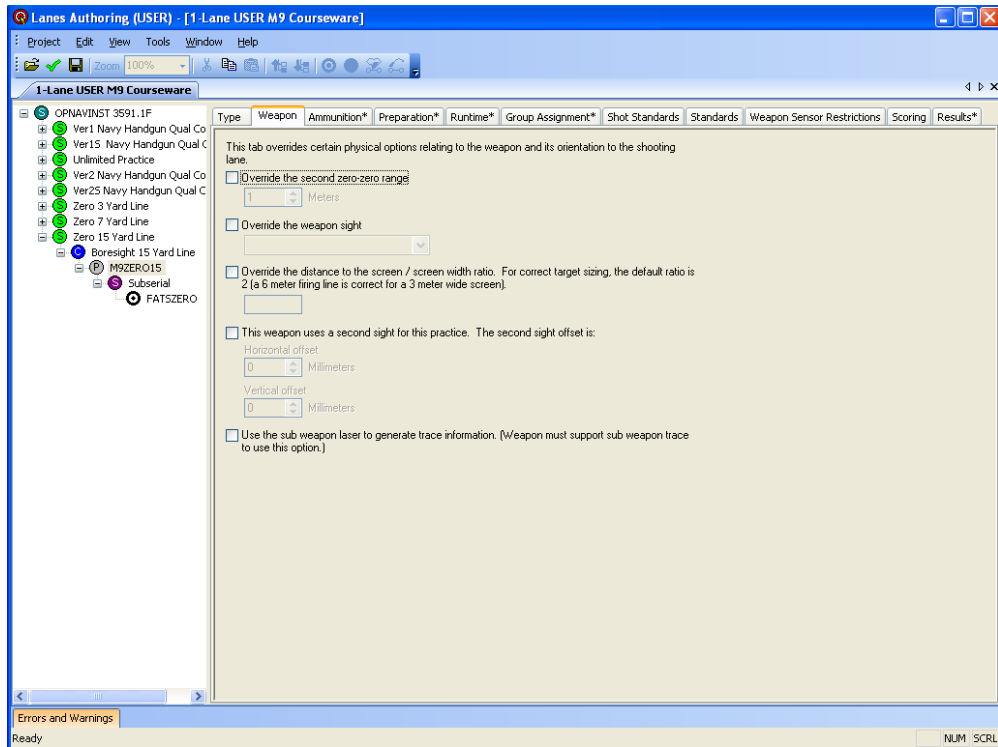 Lanes Authoring (USER) - [1-Lane USER M9 Courseware]
Project Edit View Tools Window Help
Zoom 100%
1-Lane USER M9 Courseware
OPNAVINST 3591.1F
Ver1 Navy Handgun Qual Co
Ver1S Navy Handgun Qual C
Unlimited Practice
Ver2 Navy Handgun Qual Co
Ver2S Navy Handgun Qual C
Zero 3 Yard Line
Zero 7 Yard Line
Zero 15 Yard Line
Boresight 15 Yard Line
M9ZERO15
Subserial
FATSZERO
Type Weapon Ammunition* Preparation* Runtime* Group Assignment* Shot Standards Standards Weapon Sensor Restrictions Scoring Results*
This tab overrides certain physical options relating to the weapon and its orientation to the shooting
lane.
Override the second zero-zero range
1 Meters
Override the weapon sight
Override the distance to the screen / screen width ratio. For correct target sizing, the default ratio is
2 (a 6 meter firing line is correct for a 3 meter wide screen).
This weapon uses a second sight for this practice. The second sight offset is:
Horizontal offset
0 Millimeters
Vertical offset
0 Millimeters
Use the sub weapon laser to generate trace information. (Weapon must support sub weapon trace
to use this option.)
Errors and Warnings
Ready NUM SCRL